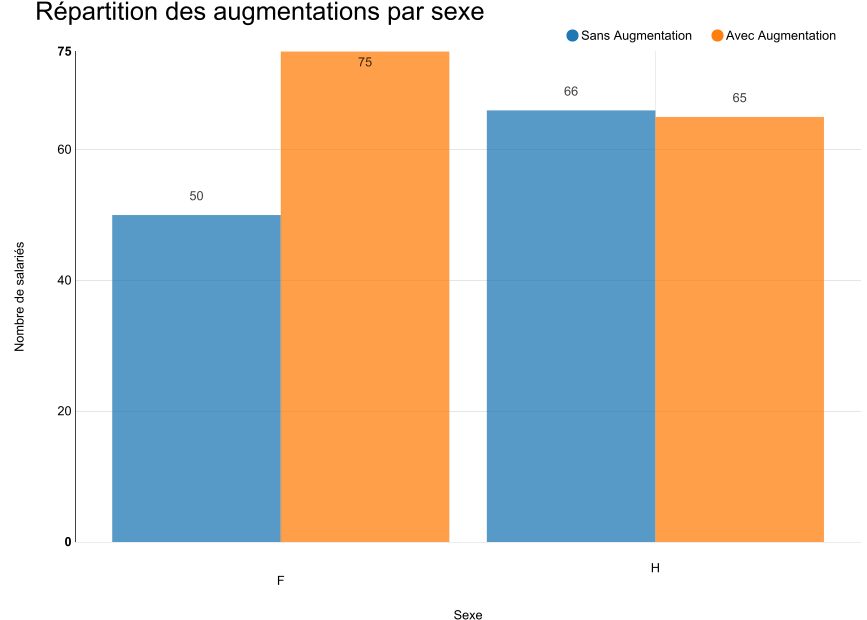 Répartition des augmentations par sexe
Sans Augmentation
Avec Augmentation
75
75
66
65
60
50
40
20
0
Nombre de salariés
F
H
Sexe